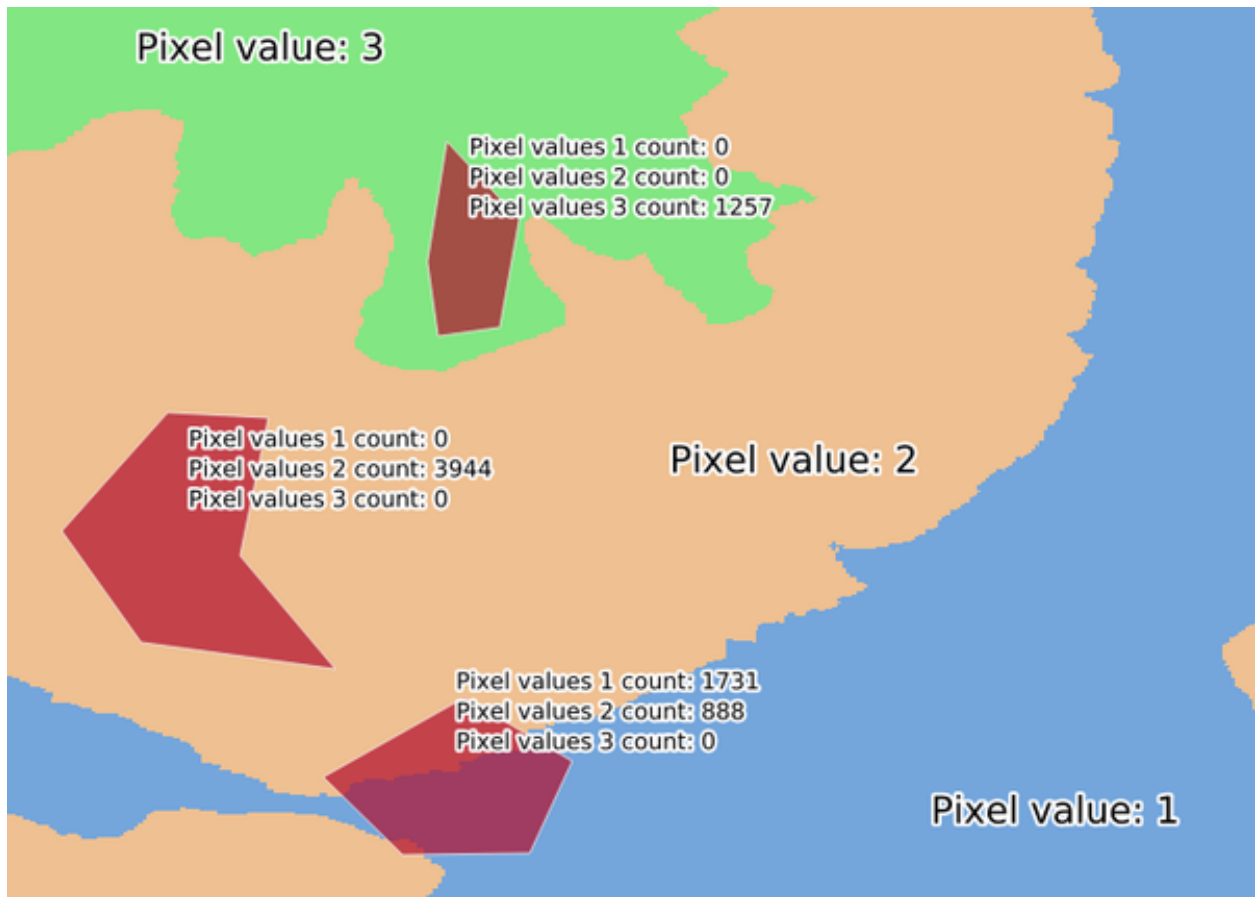 Pixel value: 3
Pixel values 1 count: 0
Pixel values 2 count: 0
Pixel values 3 count: 1257
Pixel values 1 count: 0
Pixel values 2 count: 3944
Pixel values 3 count: 0
Pixel value: 2
Pixel values 1 count: 1731
Pixel values 2 count: 888
Pixel values 3 count: 0
Pixel value: 1